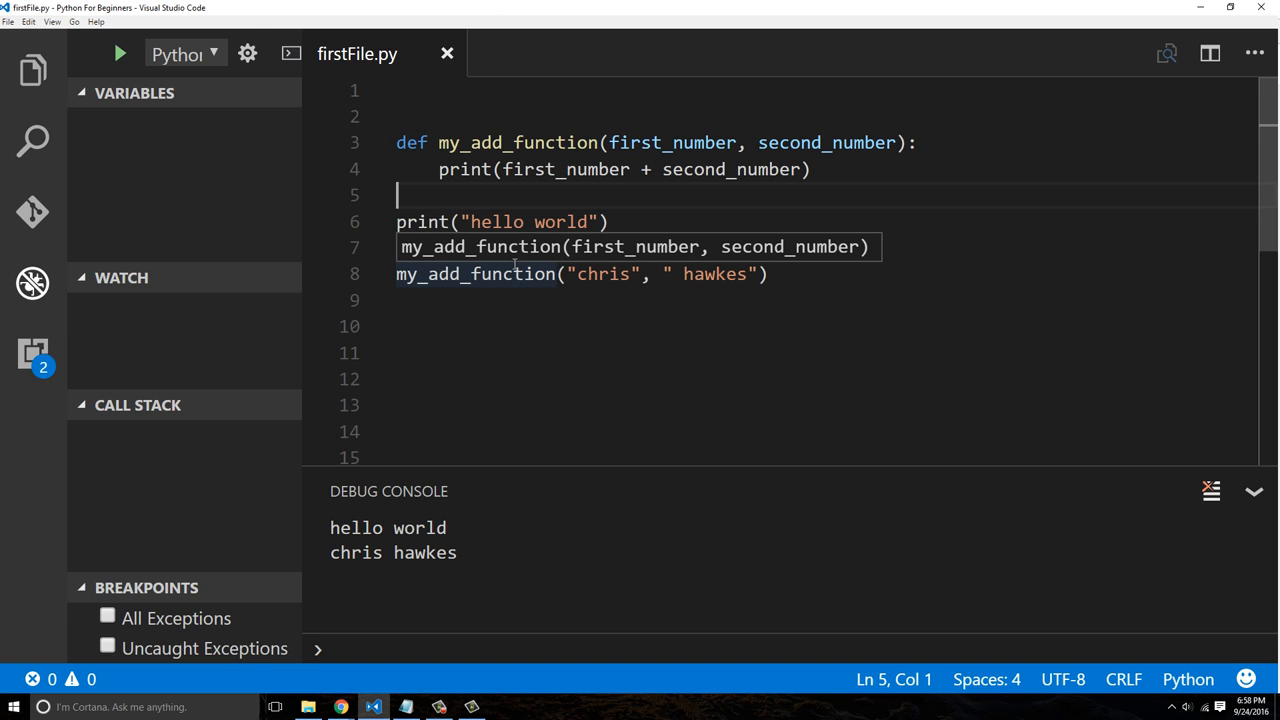 firstFile.py - Python For Beginners - Visual Studio Code
File Edit View Go Help
Pythor
firstFile.py
VARIABLES
WATCH
CALL STACK
BREAKPOINTS
All Exceptions
Uncaught Exceptions
2
1
2
3 def my_add_function(first_number, second_number):
4 print(first_number + second_number)
5
6 print("hello world")
7 my_add_function(first_number, second_number)
8 my_add_function("chris", " hawkes")
9
10
11
12
13
14
15
DEBUG CONSOLE
hello world
chris hawkes
0 0 Ln 5, Col 1 Spaces: 4 UTF-8 CRLF Python
I'm Cortana. Ask me anything.
6:58 PM
9/24/2016